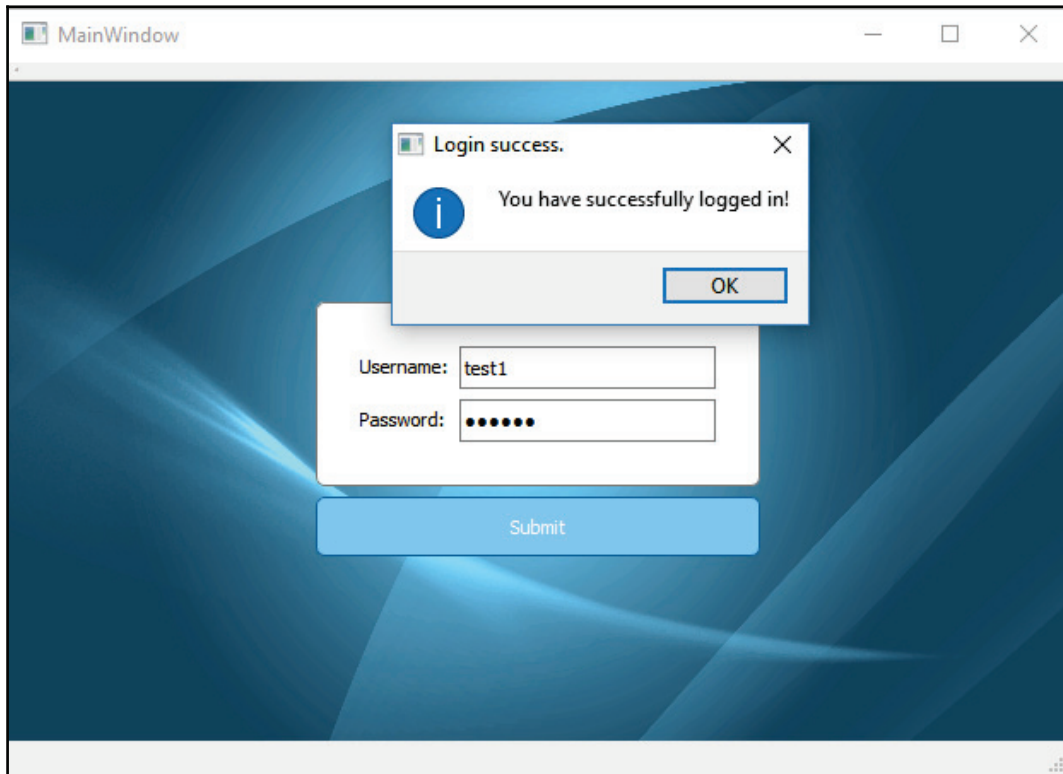 MainWindow
Login success.
You have successfully logged in!
OK
Username: test1
Password: ●●●●●●
Submit